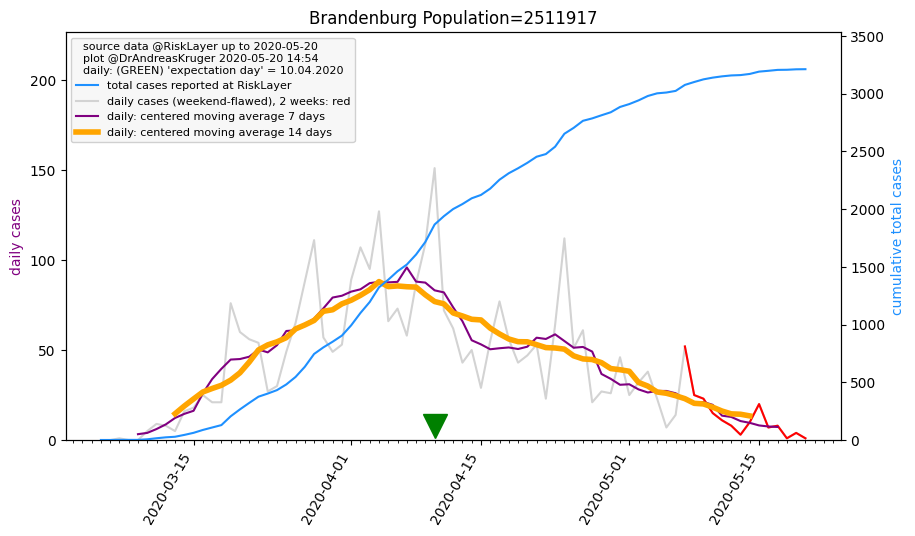 Brandenburg Population=2511917
source data @RiskLayer up to 2020-05-20
plot @DrAndreasKruger 2020-05-20 14:54
daily: (GREEN) 'expectation day' = 10.04.2020
total cases reported at RiskLayer
daily cases (weekend-flawed), 2 weeks: red
daily: centered moving average 7 days
daily: centered moving average 14 days
daily cases
200
150
100
50
0
3500
3000
2500
2000
1500
1000
500
0
cumulative total cases
2020-03-15
2020-04-01
2020-04-15
2020-05-01
2020-05-15